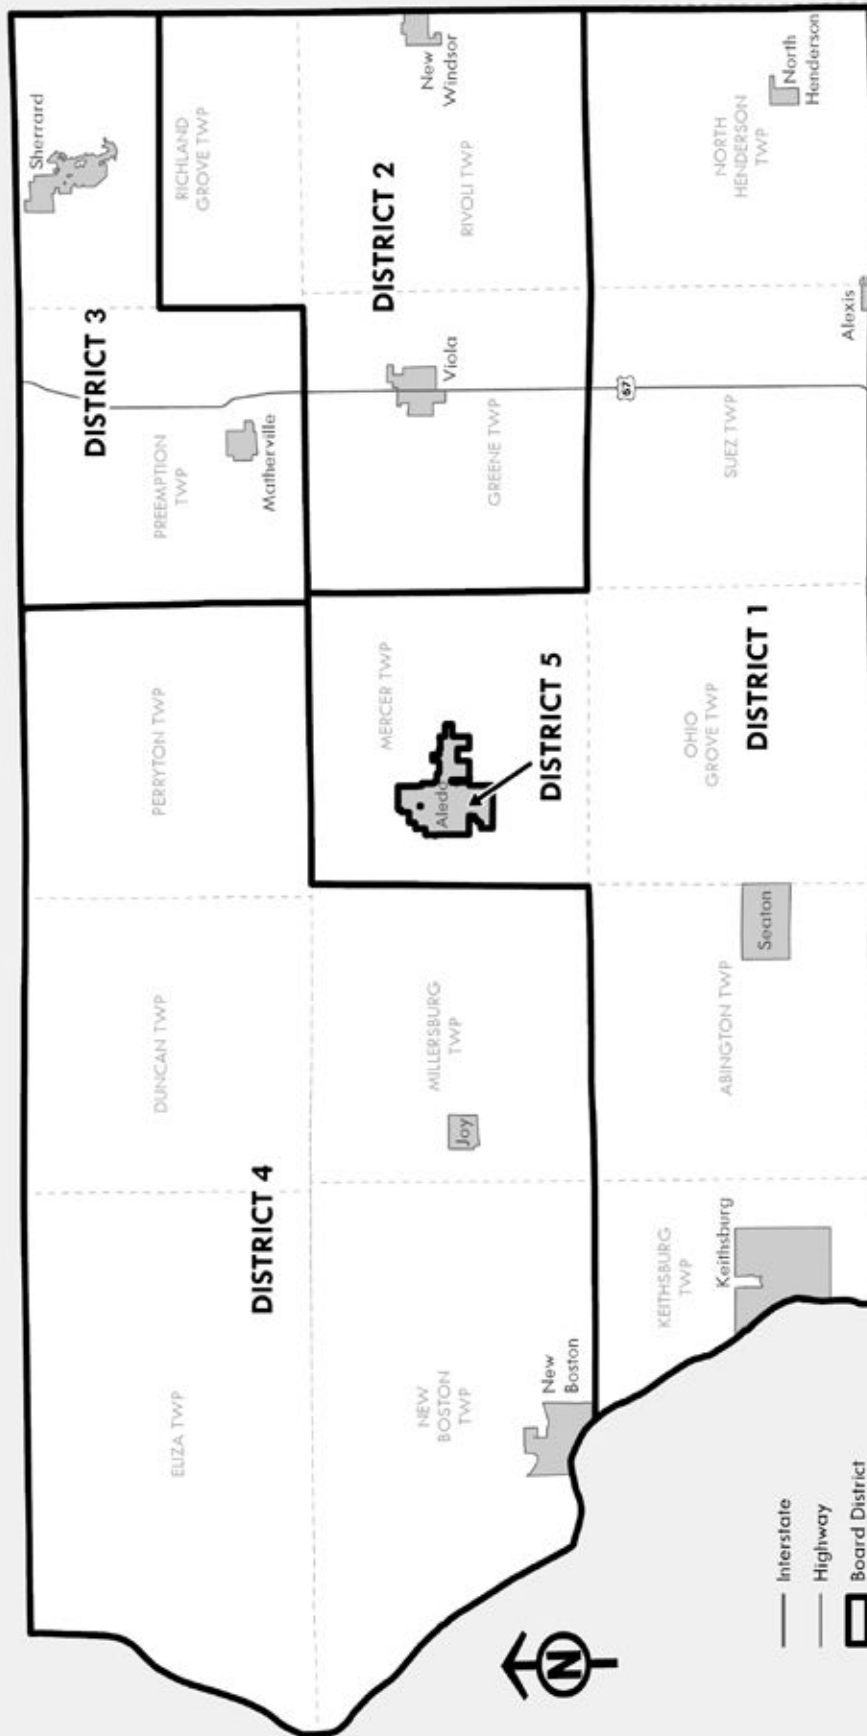 Sherrard
DISTRICT 3
RICHLAND
GROVE TWP
PREEMPTION
TWP
Matherville
PERRYTON TWP
DUNCAN TWP
DISTRICT 4
ELIZA TWP
New
Windsor
DISTRICT 2
RIVOLI TWP
Viola
GREENE TWP
MERCER TWP
Aledo
DISTRICT 5
MILLERSBURG
TWP
Joy
NEW
BOSTON
TWP
New
Boston
North
Henderson
NORTH
HENDERSON
TWP
Alexis
67
SUEZ TWP
OHIO
GROVE TWP
DISTRICT 1
Seaton
ABINGTON TWP
Keithsburg
KEITHSBURG
TWP
N
Interstate
Highway
Board District